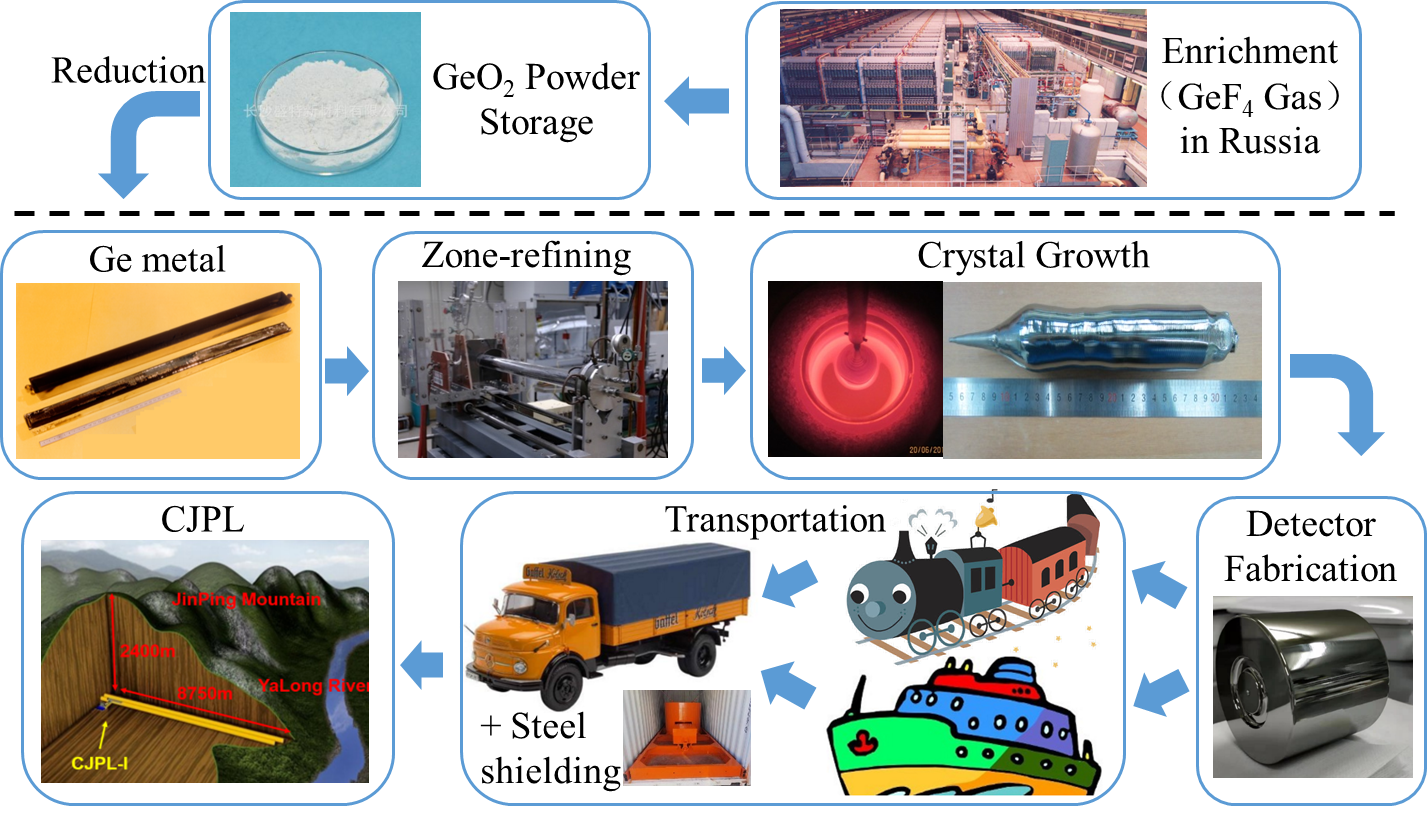 Reduction
GeO₂ Powder
Storage
Enrichment
（GeF₄ Gas）
in Russia
Ge metal
Zone-refining
Crystal Growth
CJPL
JinPing Mountain
2400m
8750m
YaLong River
CJPL-I
Transportation
+ Steel
shielding
Detector
Fabrication